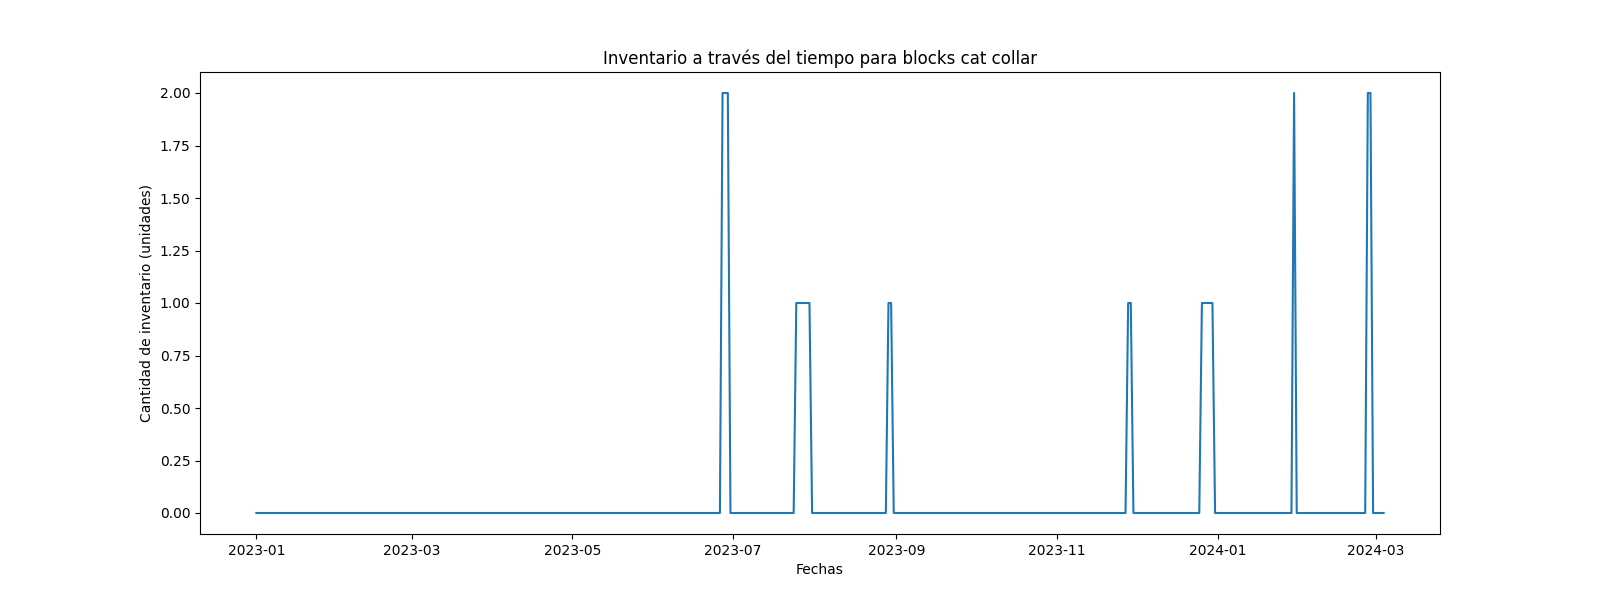 Inventario a través del tiempo para blocks cat collar
Cantidad de inventario (unidades)
2.00
1.75
1.50
1.25
1.00
0.75
0.50
0.25
0.00
2023-01 2023-03 2023-05 2023-07 2023-09 2023-11 2024-01 2024-03
Fechas